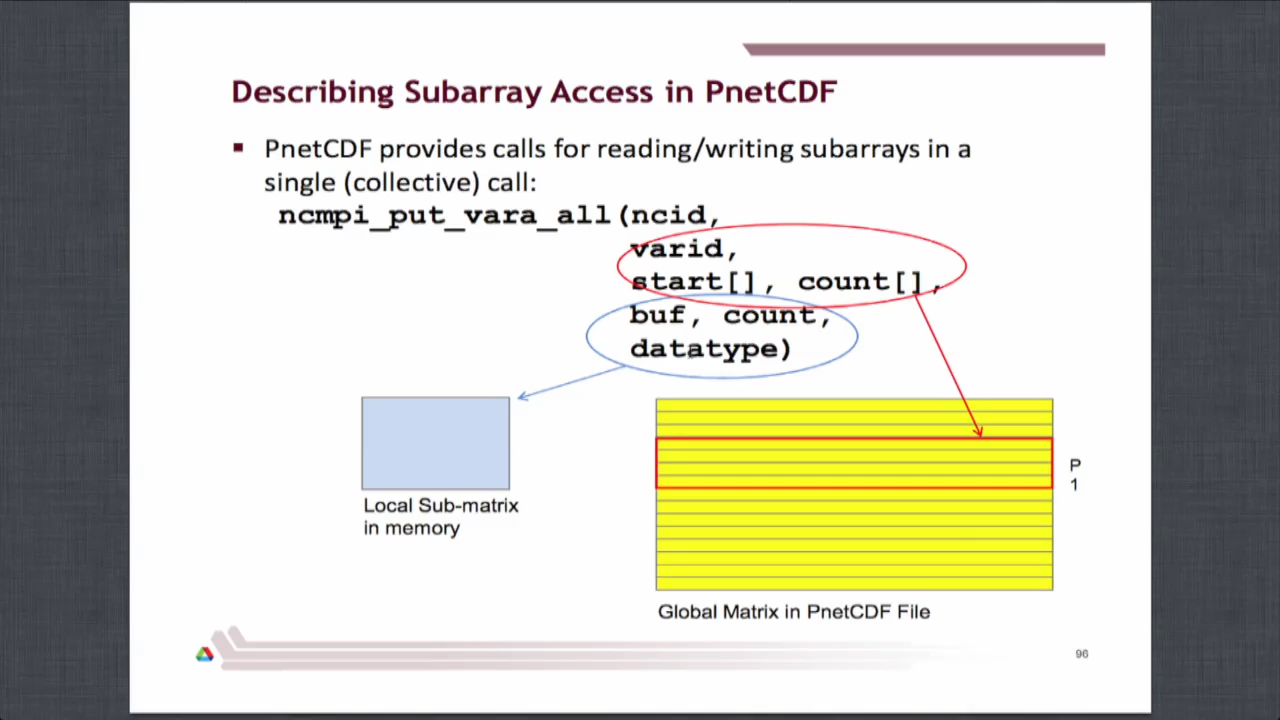 Describing Subarray Access in PnetCDF
PnetCDF provides calls for reading/writing subarrays in a
single (collective) call:
ncmpi_put_vara_all(ncid,
varid,
start[], count[],
buf, count,
datatype)
P
1
Local Sub-matrix
in memory
Global Matrix in PnetCDF File
96